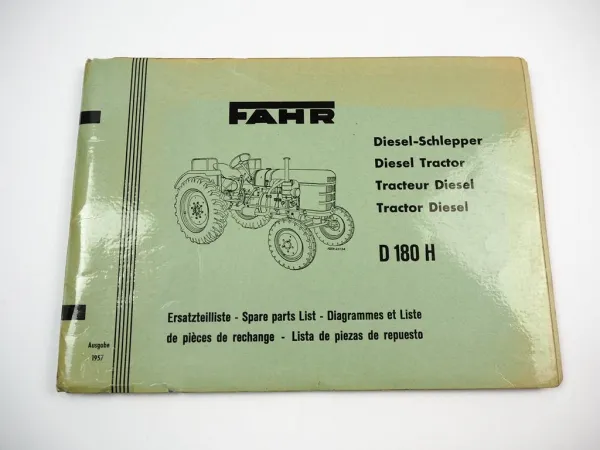 FAHR
Diesel-Schlepper
Diesel Tractor
Tracteur Diesel
Tractor Diesel
D 180 H
Ersatzteilliste - Spare parts List - Diagrammes et Liste
de pièces de rechange - Lista de piezas de repuesto
Ausgabe
1957